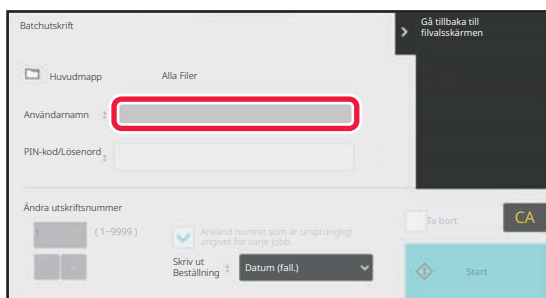 Batchutskrift
Gå tillbaka till
filvalsskärmen
Huvudmapp
Alla Filer
Användarnamn :
PIN-kod/Lösenord :
Ändra utskriftsnummer
1
( 1~9999 )
Använd numret som är ursprungligt
angivet för varje jobb.
Ta bort
CA
Skriv ut
Beställning :
Datum (fall.)
Start